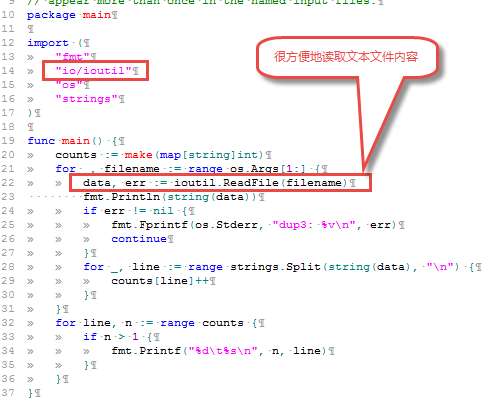 9 // appear more than once in the named input files.¶
10 package·main¶
11 ¶
12 import·(¶
13 » "fmt"¶
14 » "io/ioutil"¶
15 » "os"¶
16 » "strings"¶
17 )¶
18 ¶
19 func·main()·{¶
20 » counts·:=·make(map[string]int)¶
21 » for·_,·filename·:=·range·os.Args[1:]·{¶
22 » » data,·err·:=·ioutil.ReadFile(filename)¶
23 ········fmt.Println(string(data))¶
24 » » if·err·!=·nil·{¶
25 » » » fmt.Fprintf(os.Stderr,·"dup3:·%v\n",·err)¶
26 » » » continue¶
27 » » }¶
28 » » for·_,·line·:=·range·strings.Split(string(data),·"\n")·{¶
29 » » » counts[line]++¶
30 » » }¶
31 » }¶
32 » for·line,·n·:=·range·counts·{¶
33 » » if·n·>·1·{¶
34 » » » fmt.Printf("%d\t%s\n",·n,·line)¶
35 » » }¶
36 » }¶
37 }¶
很方便地读取文本文件内容